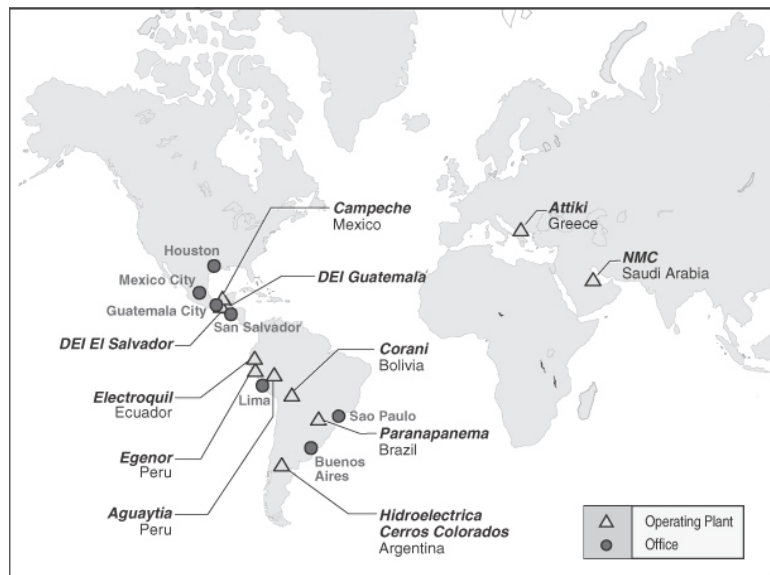 Campeche
Mexico
Attiki
Greece
Houston
NMC
Saudi Arabia
DEI Guatemala
Mexico City
Guatemala City
San Salvador
DEI El Salvador
Corani
Bolivia
Electroquil
Ecuador
Lima
Sao Paulo
Paranapanema
Brazil
Egenor
Peru
Buenos
Aires
Aguaytia
Peru
Hidroelectrica
Cerros Colorados
Argentina
Operating Plant
Office